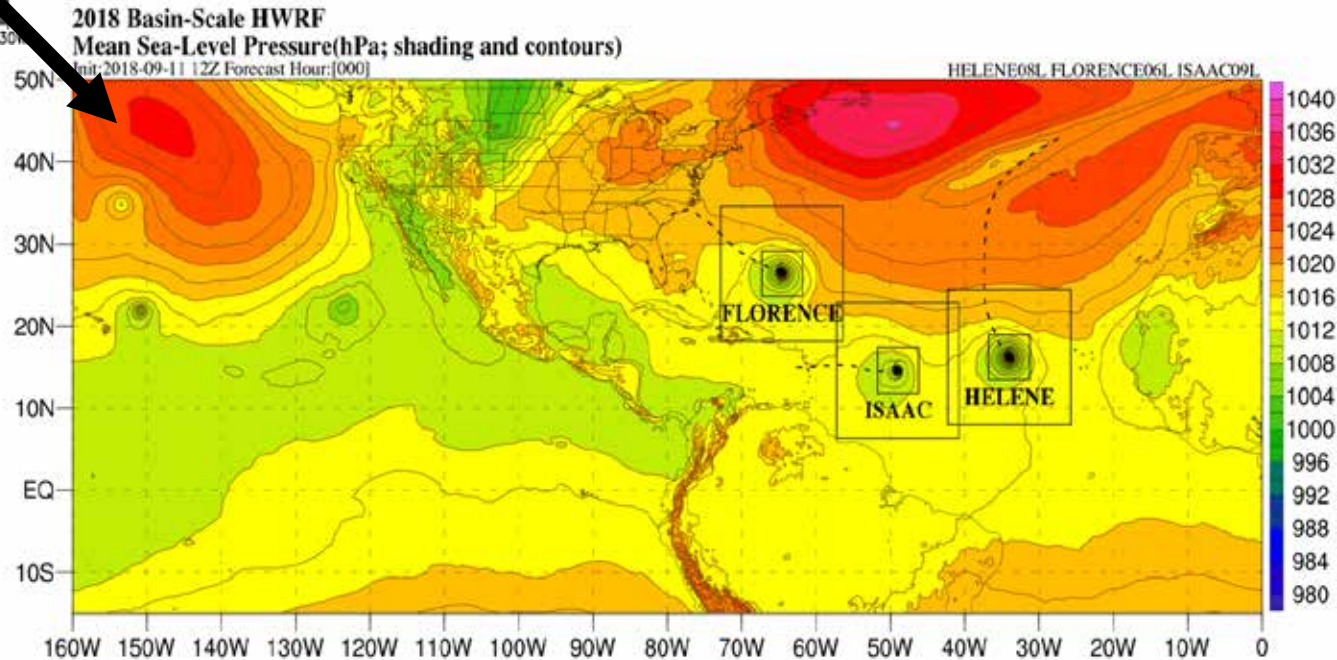 2018 Basin-Scale HWRF
Mean Sea-Level Pressure(hPa; shading and contours)
Init:2018-09-11 12Z Forecast Hour:[000]
HELENE08L FLORENCE06L ISAAC09L
50N
40N
30N
20N
10N
EQ
10S
FLORENCE
ISAAC
HELENE
1040
1036
1032
1028
1024
1020
1016
1012
1008
1004
1000
996
992
988
984
980
160W 150W 140W 130W 120W 110W 100W 90W 80W 70W 60W 50W 40W 30W 20W 10W 0